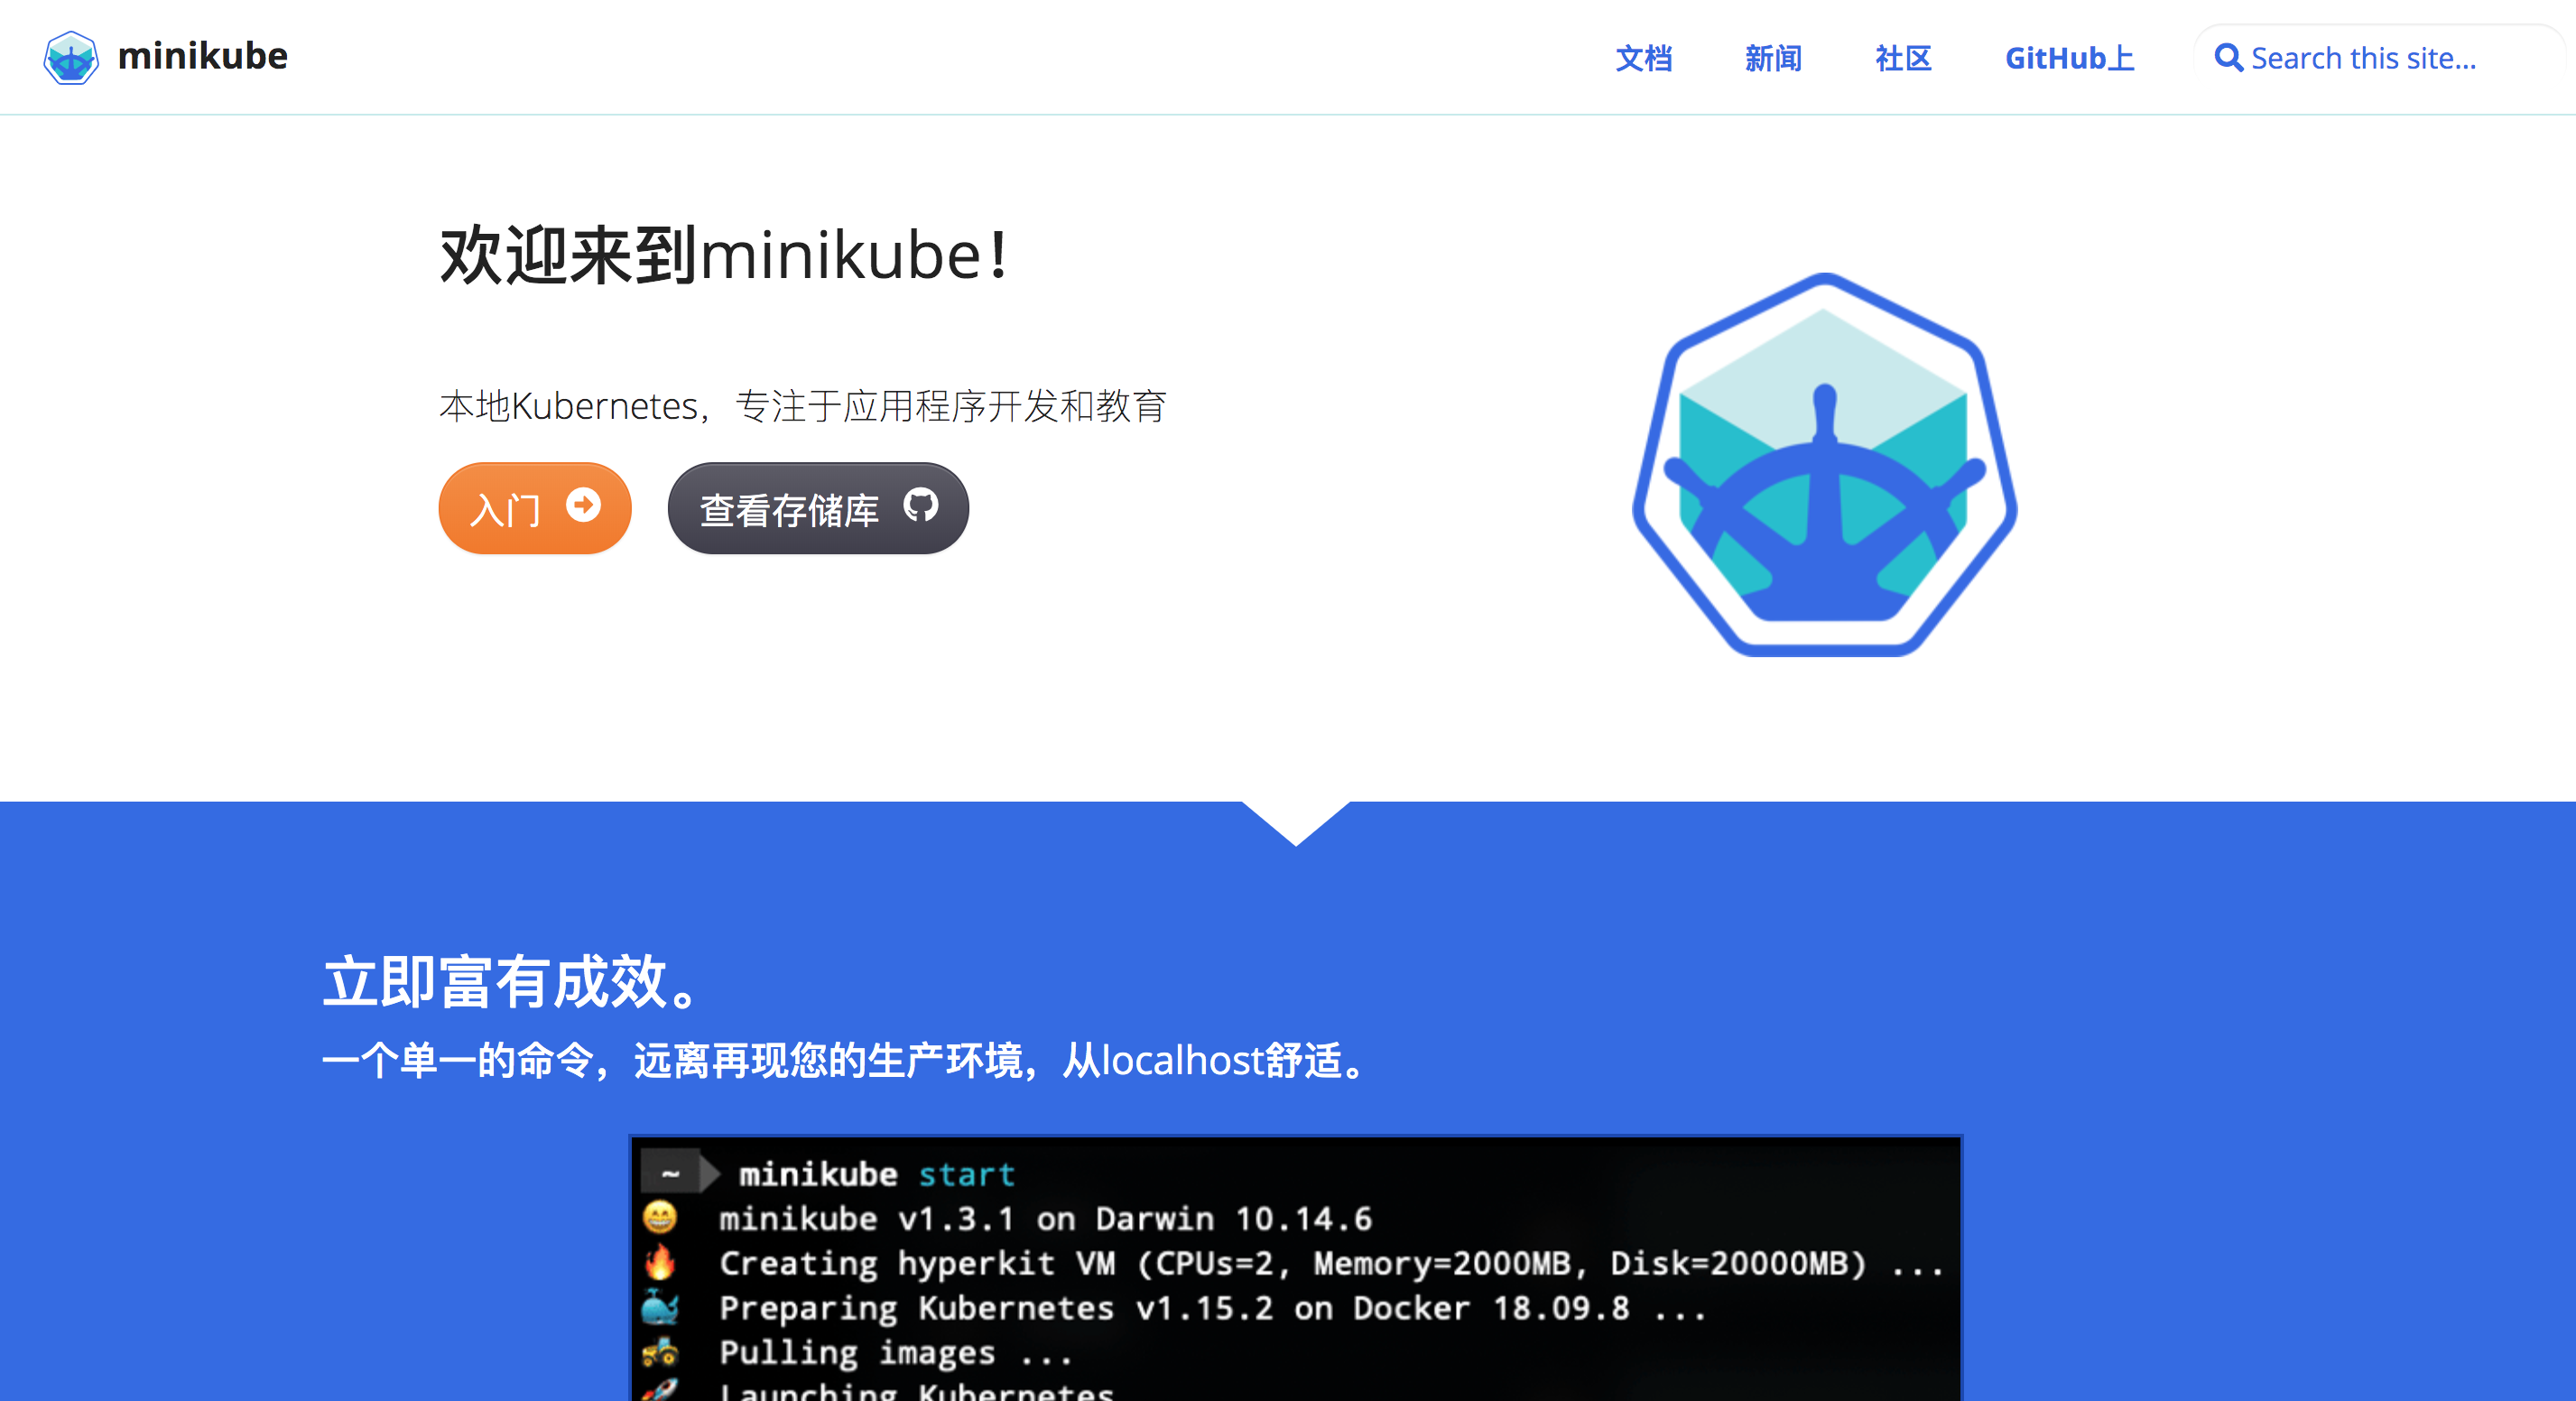 minikube
文档 新闻 社区 GitHub上 Search this site...
欢迎来到minikube!
本地Kubernetes，专注于应用程序开发和教育
入门 查看存储库
立即富有成效。
一个单一的命令，远离再现您的生产环境，从localhost舒适。
~ minikube start
minikube v1.3.1 on Darwin 10.14.6
Creating hyperkit VM (CPUs=2, Memory=2000MB, Disk=20000MB) ...
Preparing Kubernetes v1.15.2 on Docker 18.09.8 ...
Pulling images ...
Launching Kubernetes